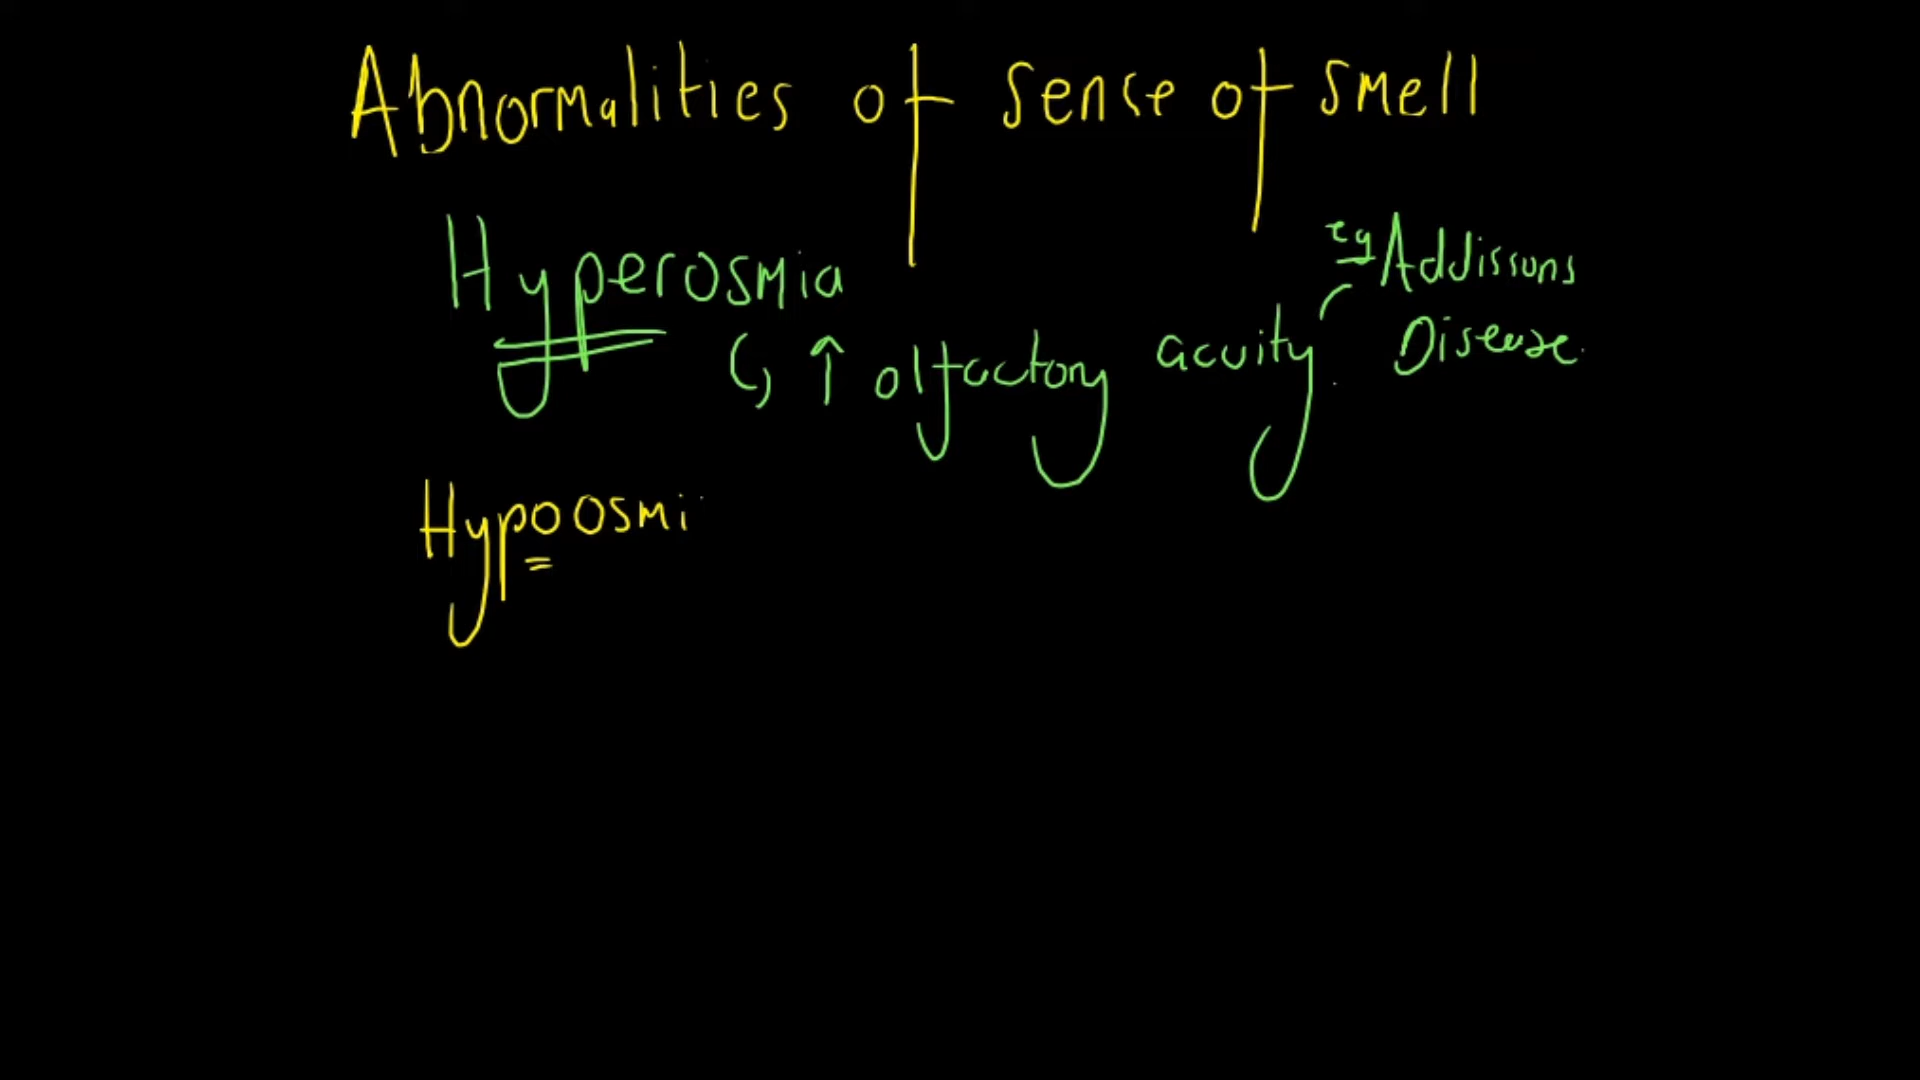 Abnormalities of sense of smell
Hyperosmia
↑ olfactory acuity
eg Addissons
Disease.
Hypoosmi